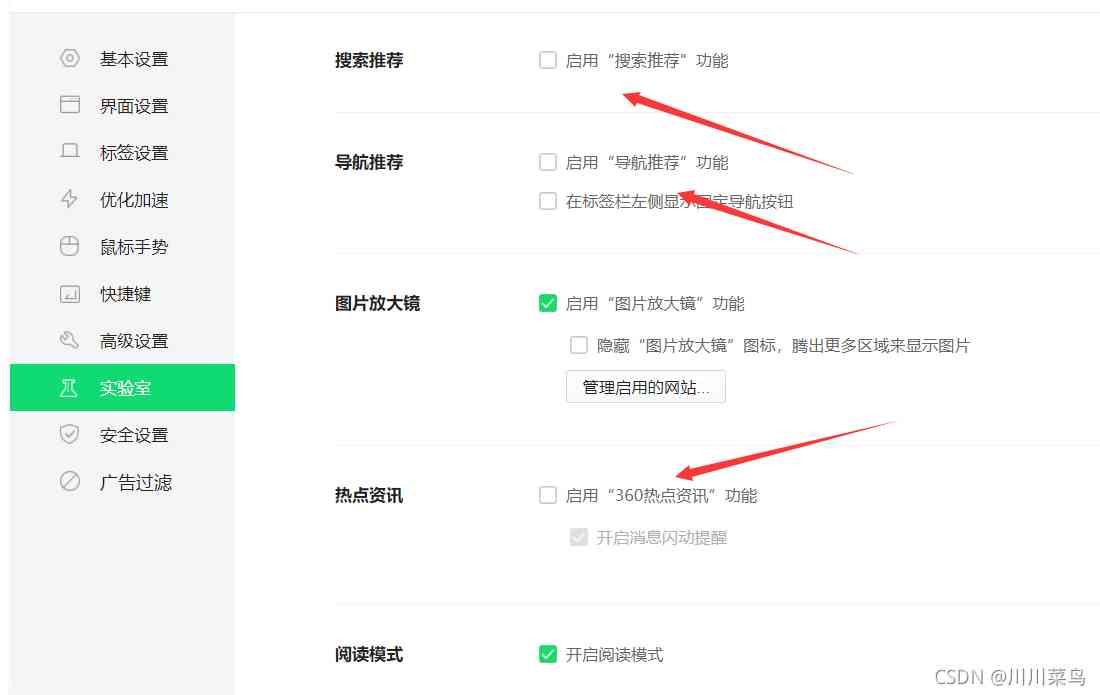 基本设置
界面设置
标签设置
优化加速
鼠标手势
快捷键
高级设置
实验室
安全设置
广告过滤
搜索推荐
启用“搜索推荐”功能
导航推荐
启用“导航推荐”功能
在标签栏左侧显示固定导航按钮
图片放大镜
启用“图片放大镜”功能
隐藏“图片放大镜”图标，腾出更多区域来显示图片
管理启用的网站...
热点资讯
启用“360热点资讯”功能
开启消息闪动提醒
阅读模式
开启阅读模式
CSDN @川川菜鸟